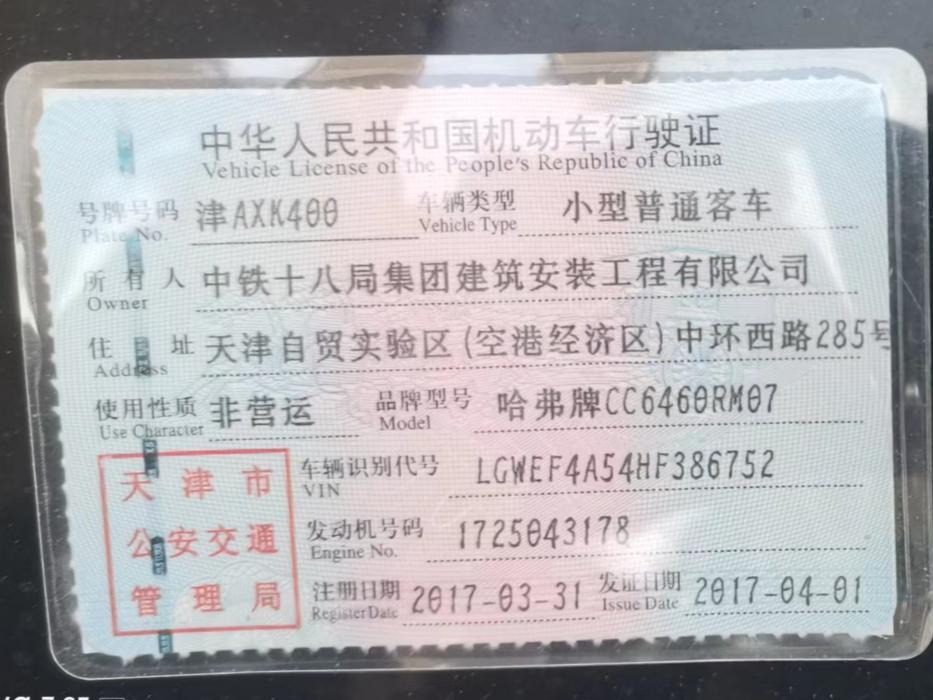 中华人民共和国机动车行驶证
Vehicle License of the People's Republic of China
号牌号码 津AXK400 车辆类型 小型普通客车
Plate No. Vehicle Type
所有人 中铁十八局集团建筑安装工程有限公司
Owner
住址 天津自贸实验区(空港经济区)中环西路285号
Address
使用性质 非营运 品牌型号 哈弗牌CC6460RM07
Use Character Model
天津市 车辆识别代号 LGWEF4A54HF386752
VIN
公安交通 发动机号码 1725043178
Engine No.
管理局 注册日期 2017-03-31 发证日期 2017-04-01
Register Date Issue Date